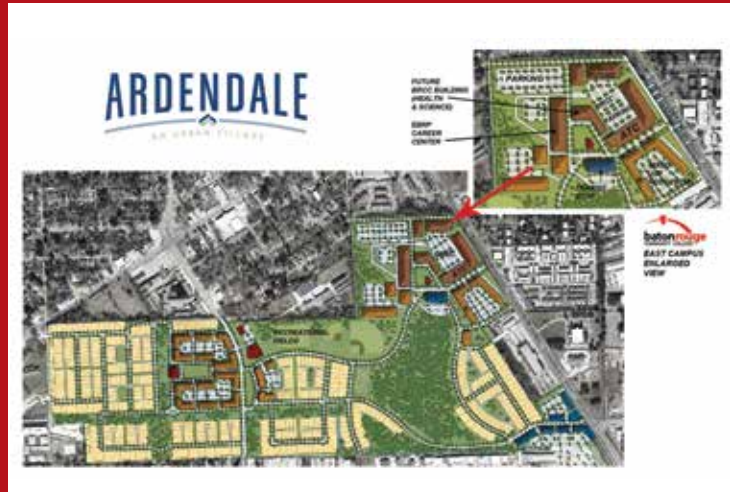 ARDENDALE
AN URBAN VILLAGE
PARKING
FUTURE
BRCC BUILDING
(HEALTH
& SCIENCE)
EBRP
CAREER
CENTER
ATC
batonrouge
EAST CAMPUS
ENLARGED
VIEW
RECREATIONAL
FIELDS